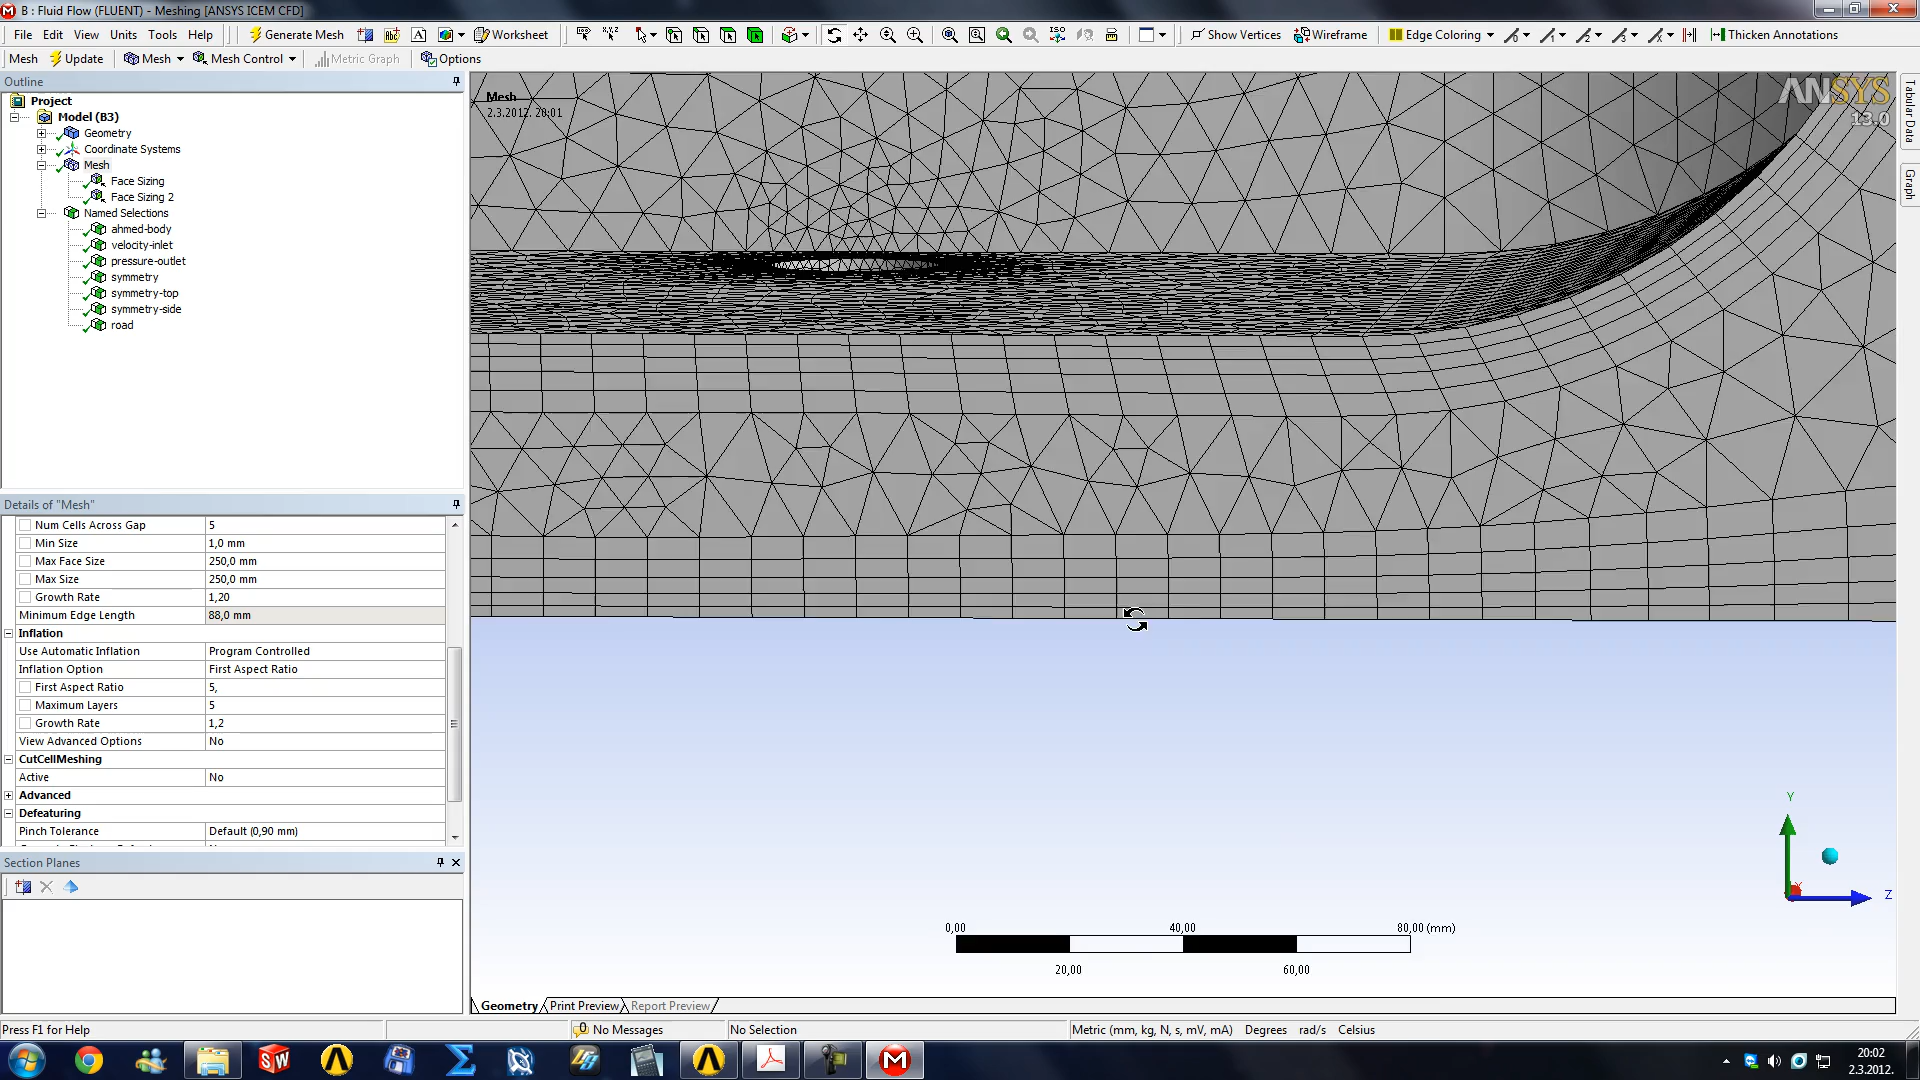 B : Fluid Flow (FLUENT) - Meshing [ANSYS ICEM CFD]
File Edit View Units Tools Help Generate Mesh Worksheet Show Vertices Wireframe Edge Coloring Thicken Annotations
Mesh Update Mesh Mesh Control Metric Graph Options
Outline
Project
Model (B3)
Geometry
Coordinate Systems
Mesh
Face Sizing
Face Sizing 2
Named Selections
ahmed-body
velocity-inlet
pressure-outlet
symmetry
symmetry-top
symmetry-side
road
Details of "Mesh"
Num Cells Across Gap 5
Min Size 1,0 mm
Max Face Size 250,0 mm
Max Size 250,0 mm
Growth Rate 1,20
Minimum Edge Length 88,0 mm
Inflation
Use Automatic Inflation Program Controlled
Inflation Option First Aspect Ratio
First Aspect Ratio 5,
Maximum Layers 5
Growth Rate 1,2
View Advanced Options No
CutCellMeshing
Active No
Advanced
Defeaturing
Pinch Tolerance Default (0,90 mm)
Section Planes
Mesh
2.3.2012. 20:01
ANSYS
13.0
Tabular Data
Graph
Y
X
Z
0,00 40,00 80,00 (mm)
20,00 60,00
Geometry Print Preview Report Preview
Press F1 for Help 0 No Messages No Selection Metric (mm, kg, N, s, mV, mA) Degrees rad/s Celsius
SW
M
20:02
2.3.2012.